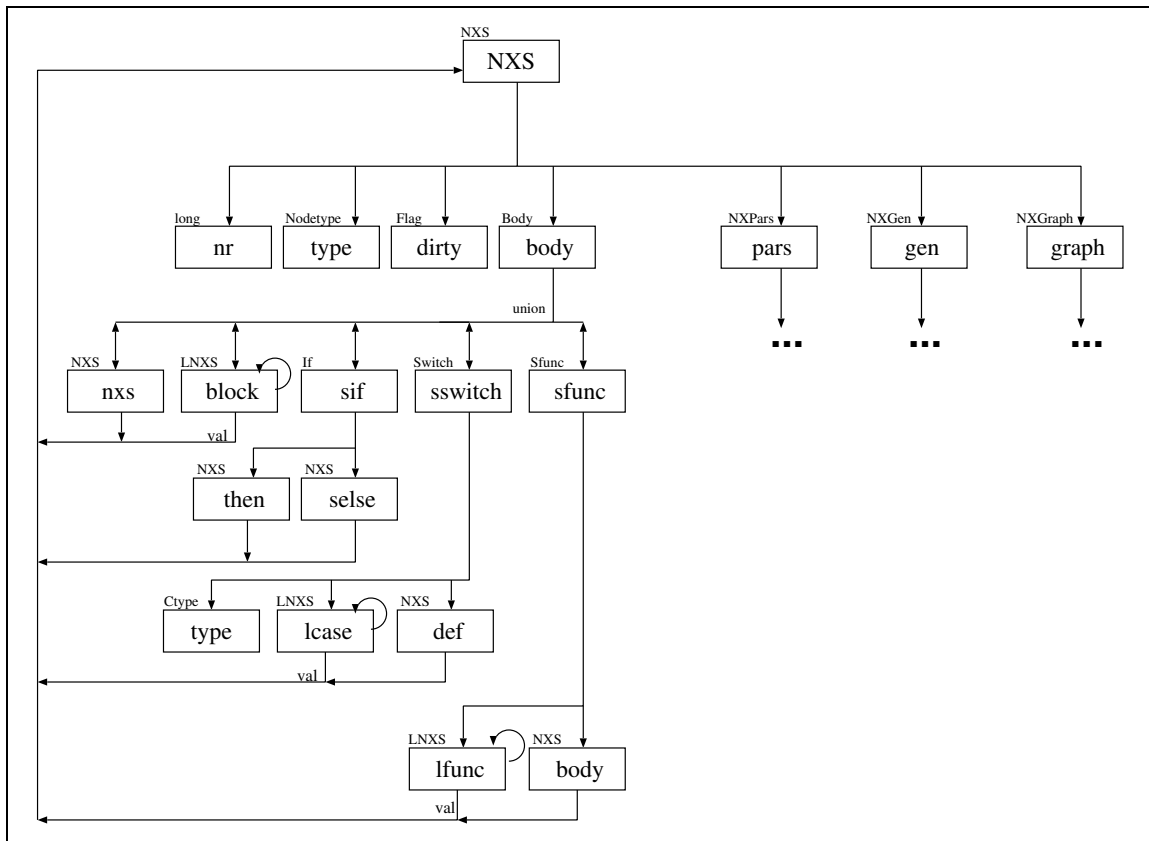 NXS
NXS
long Nodetype Flag Body NXPars NXGen NXGraph
nr type dirty body pars gen graph
union
... ... ...
NXS LNXS If Switch Sfunc
nxs block sif sswitch sfunc
val
NXS NXS
then selse
Ctype LNXS NXS
type lcase def
val
LNXS NXS
lfunc body
val